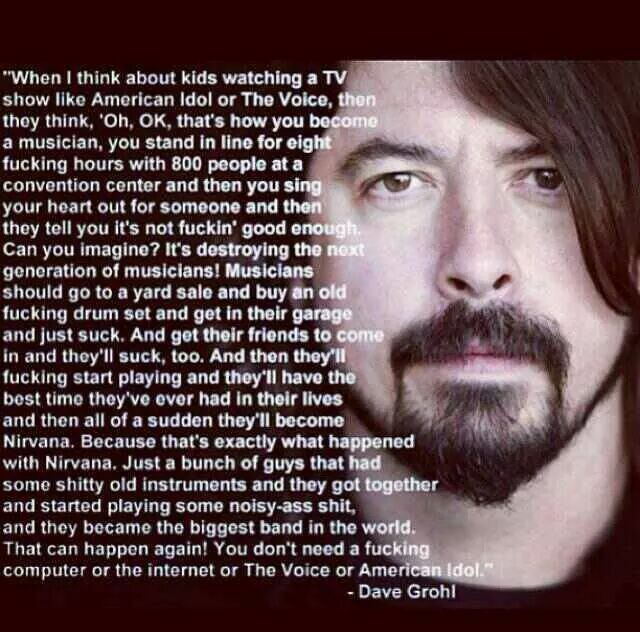 "When I think about kids watching a TV
show like American Idol or The Voice, then
they think, 'Oh, OK, that's how you become
a musician, you stand in line for eight
fucking hours with 800 people at a
convention center and then you sing
your heart out for someone and then
they tell you it's not fuckin' good enough.
Can you imagine? It's destroying the next
generation of musicians! Musicians
should go to a yard sale and buy an old
fucking drum set and get in their garage
and just suck. And get their friends to come
in and they'll suck, too. And then they'll
fucking start playing and they'll have the
best time they've ever had in their lives
and then all of a sudden they'll become
Nirvana. Because that's exactly what happened
with Nirvana. Just a bunch of guys that had
some shitty old instruments and they got together
and started playing some noisy-ass shit,
and they became the biggest band in the world.
That can happen again! You don't need a fucking
computer or the internet or The Voice or American Idol."
- Dave Grohl